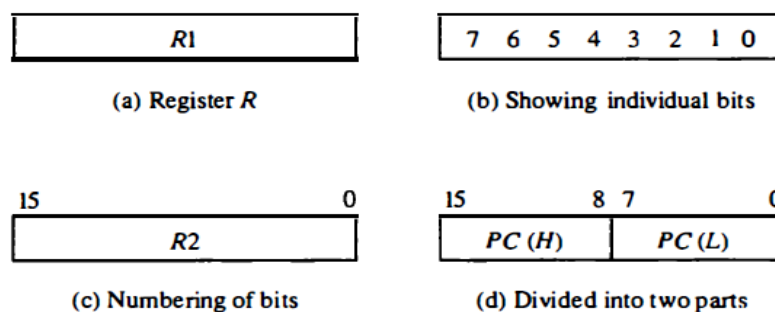 R1
7 6 5 4 3 2 1 0
(a) Register R
(b) Showing individual bits
15 0
15 8 7 0
R2
PC (H) PC (L)
(c) Numbering of bits
(d) Divided into two parts